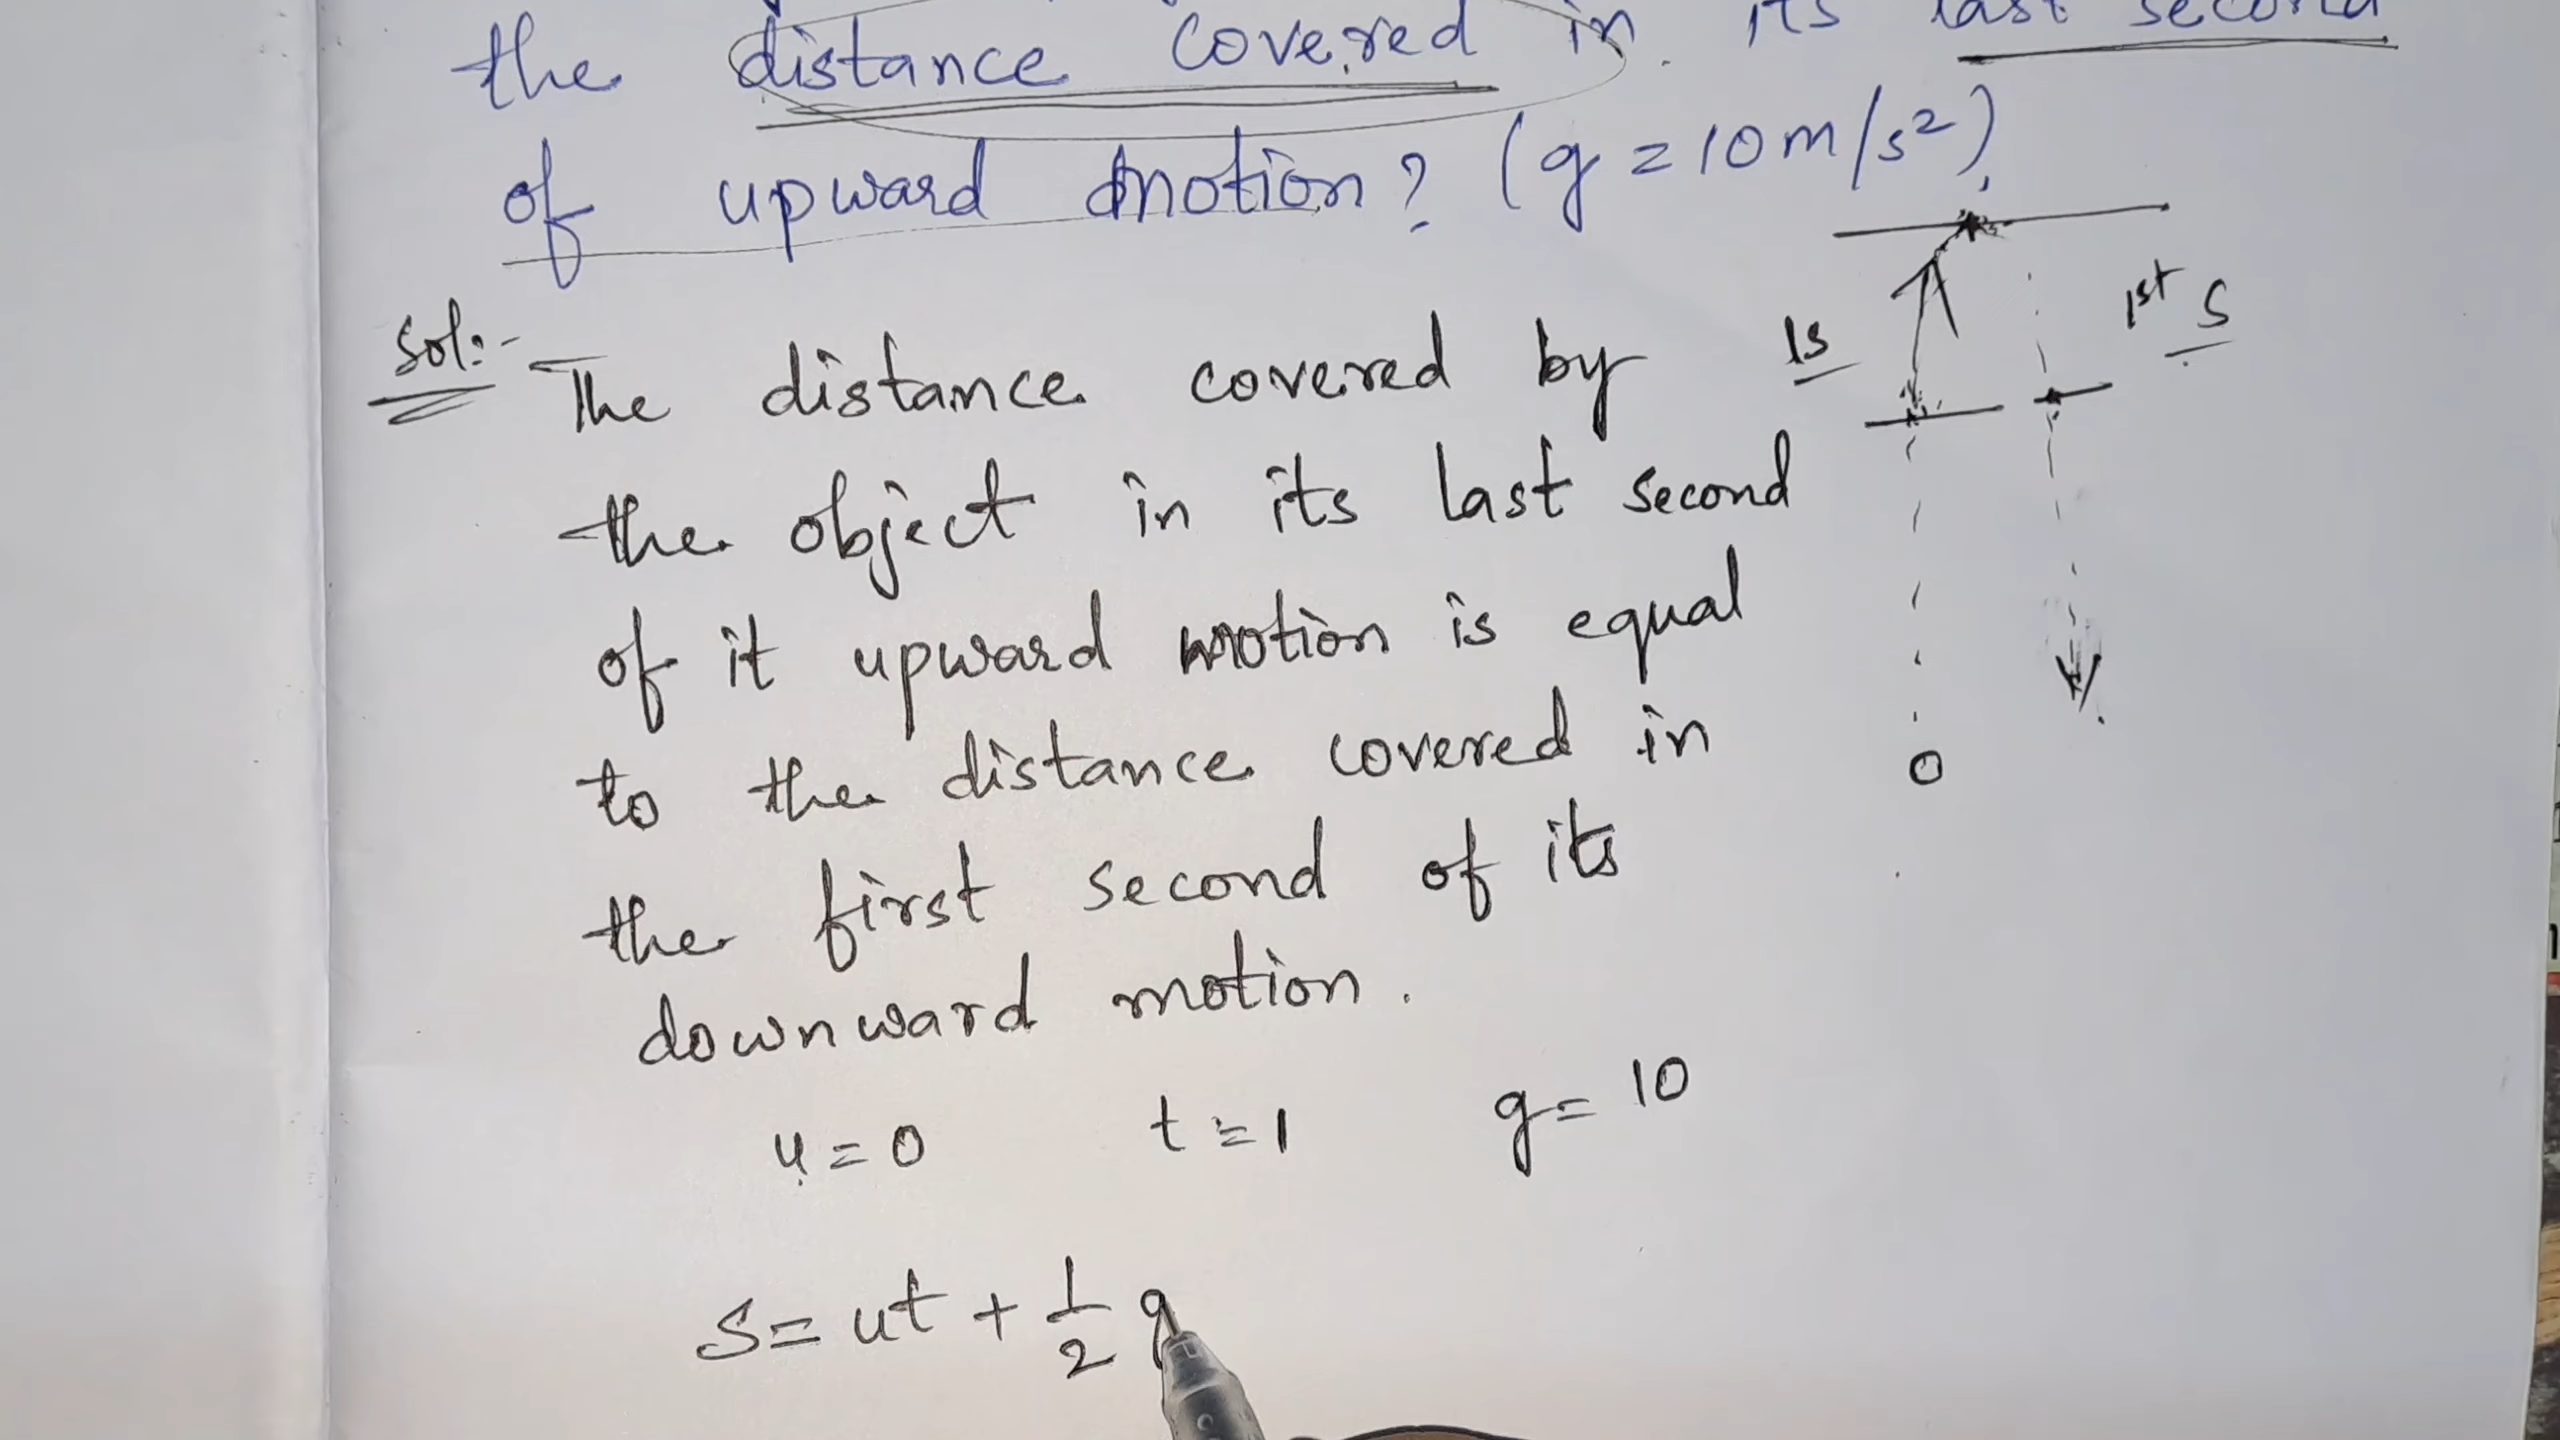 the distance covered in its last second
of upward motion? (g = 10m/s²)
Sol:- The distance covered by
the object in its last second
of it upward motion is equal
to the distance covered in
the first second of its
downward motion.
u=0 t=1 g=10
S=ut+1/2 g
1s
1st s
0